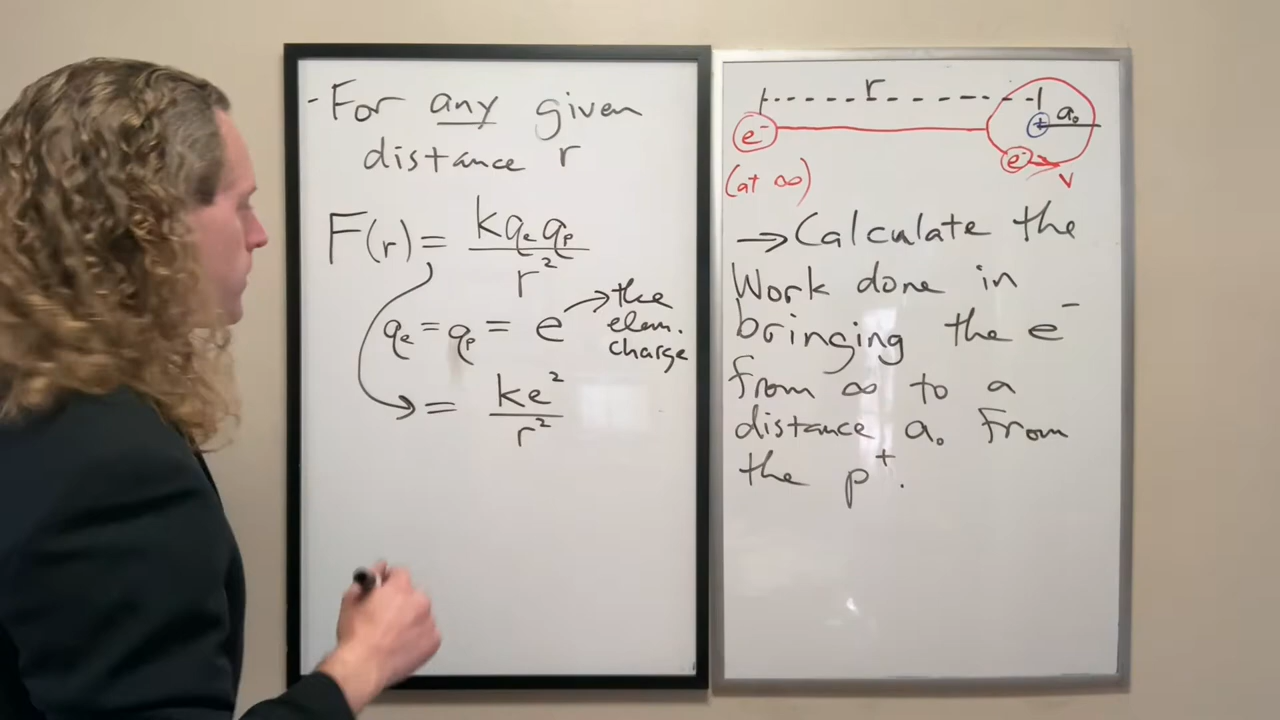 - For any given
distance r
F(r) = kqₑqₚ / r²
qₑ = qₚ = e → the
elem.
charge
= ke² / r²
r
e⁻
+
a₀
e⁻
(at ∞)
v
→ Calculate the
Work done in
bringing the e⁻
from ∞ to a
distance a₀ from
the p⁺.